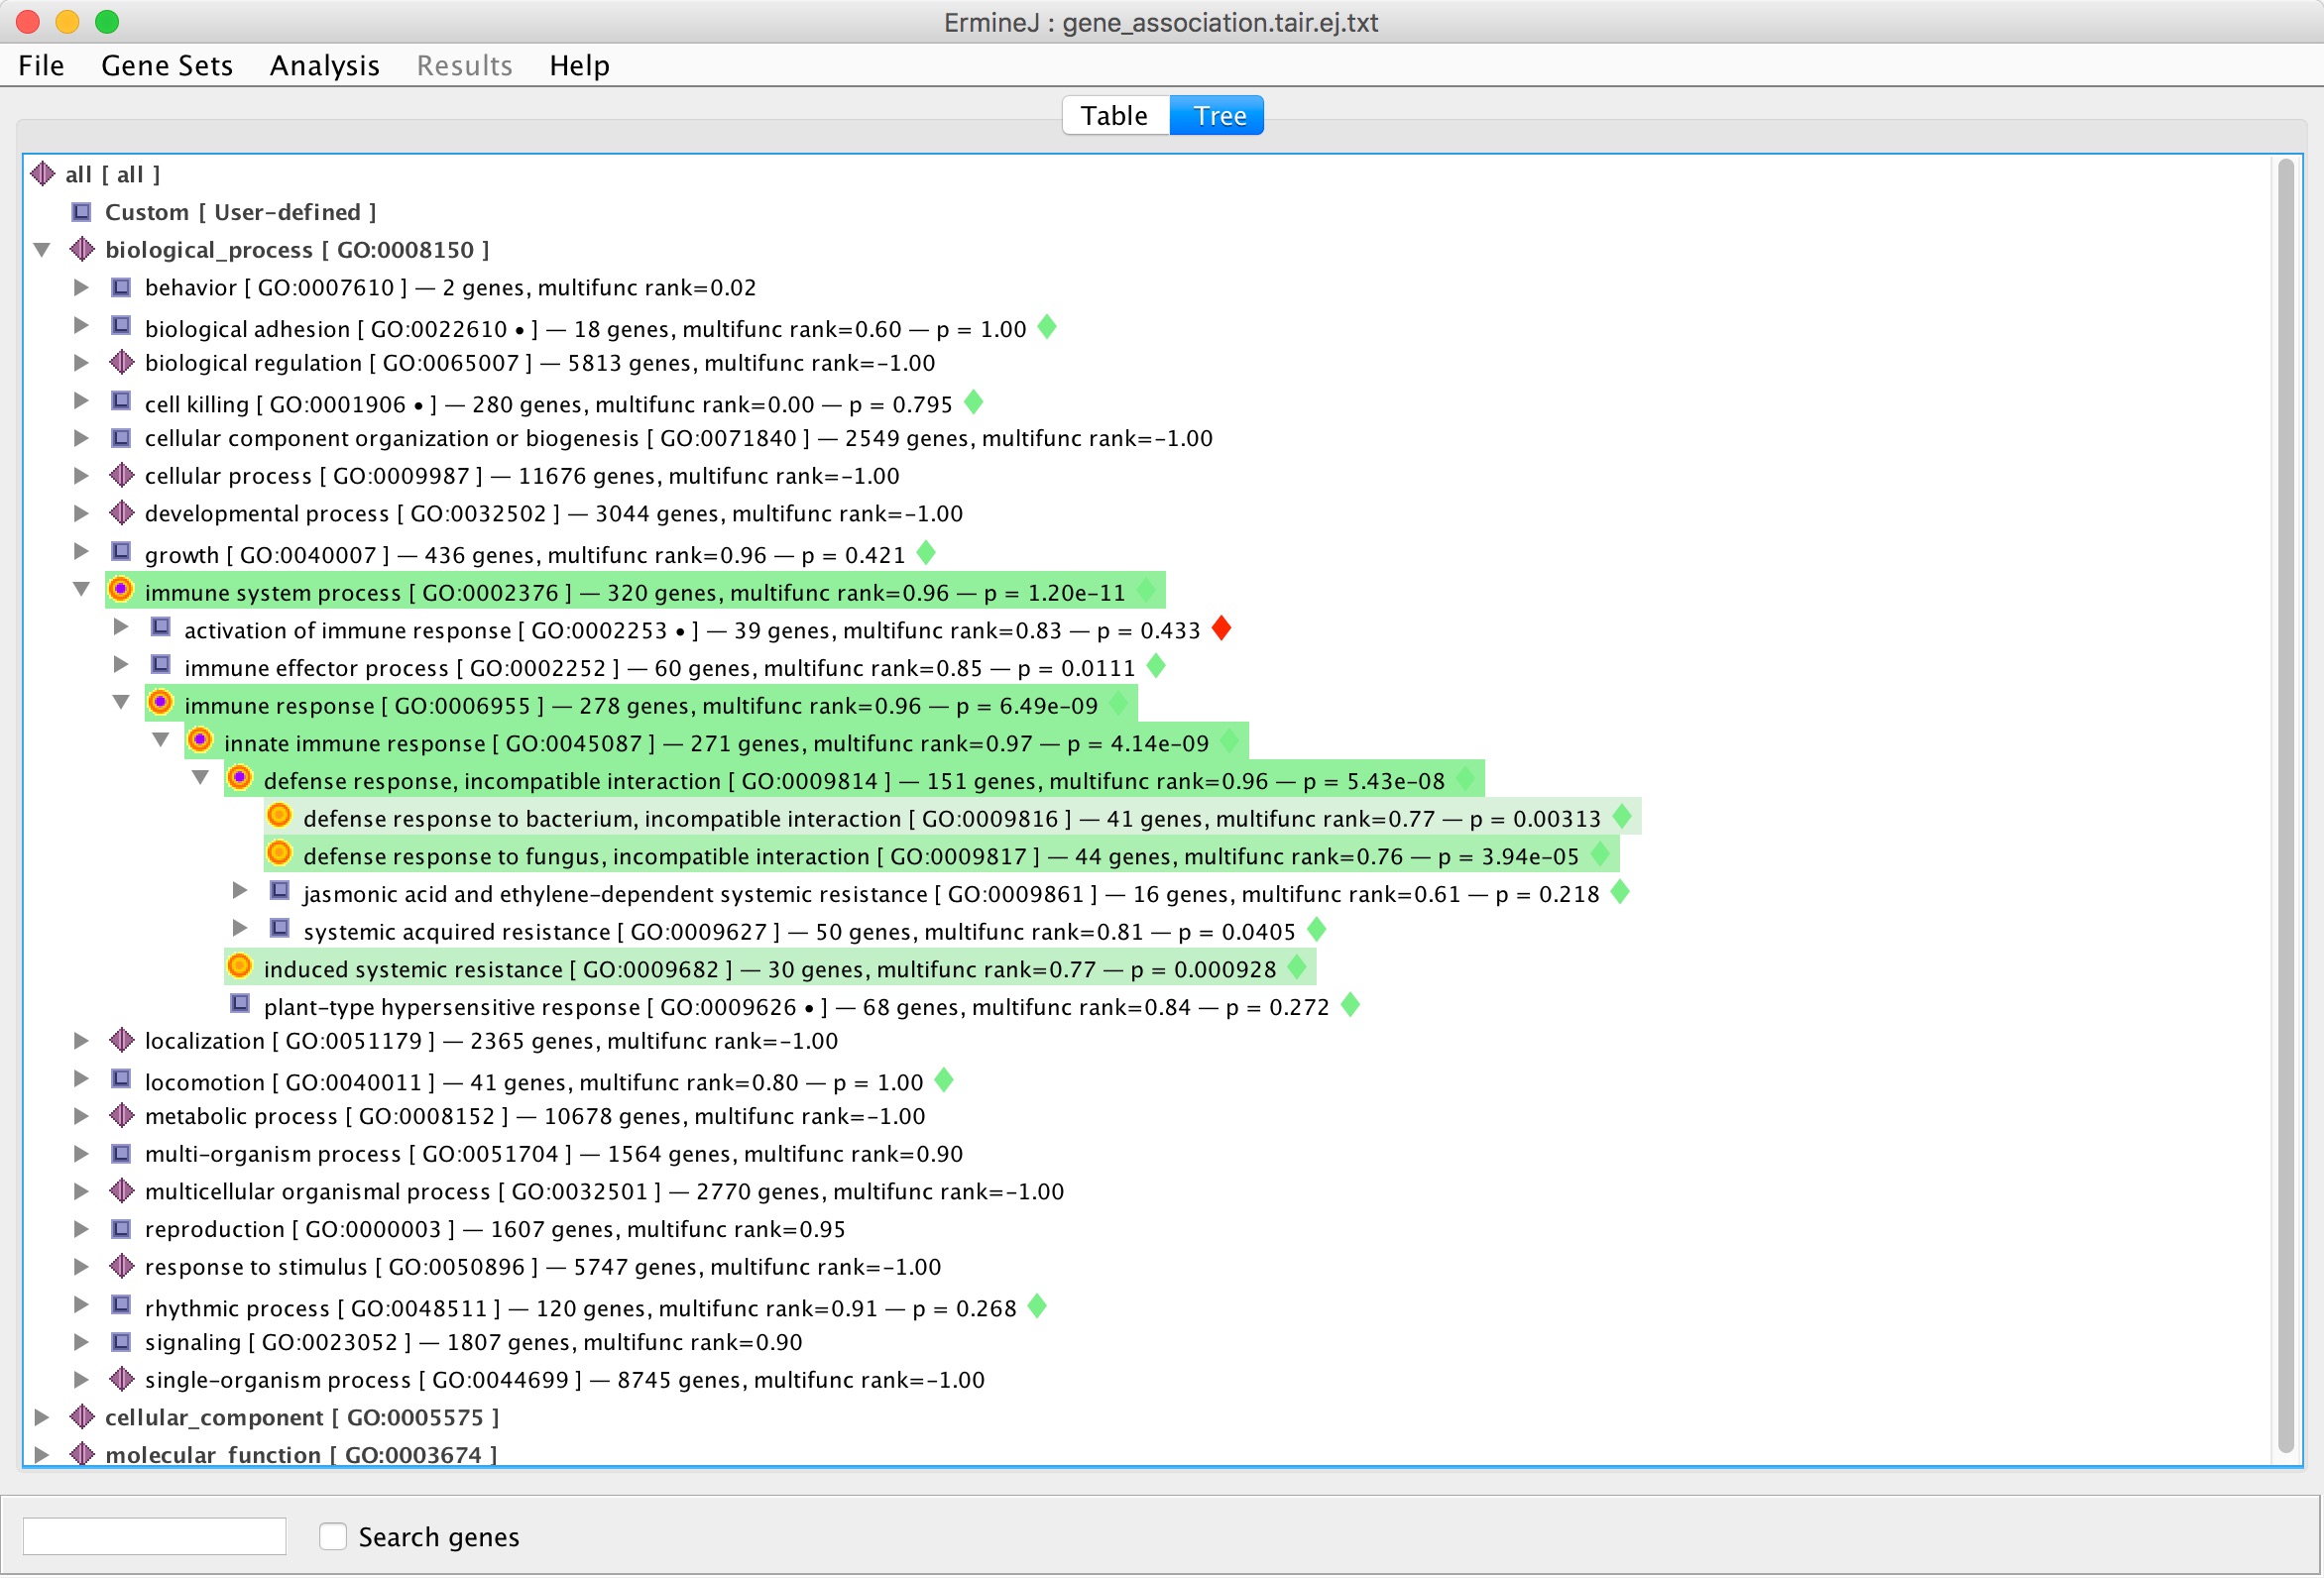 ErmineJ : gene_association.tair.ej.txt
File Gene Sets Analysis Results Help
Table Tree
all [ all ]
Custom [ User-defined ]
biological_process [ GO:0008150 ]
behavior [ GO:0007610 ] — 2 genes, multifunc rank=0.02
biological adhesion [ GO:0022610 • ] — 18 genes, multifunc rank=0.60 — p = 1.00
biological regulation [ GO:0065007 ] — 5813 genes, multifunc rank=-1.00
cell killing [ GO:0001906 • ] — 280 genes, multifunc rank=0.00 — p = 0.795
cellular component organization or biogenesis [ GO:0071840 ] — 2549 genes, multifunc rank=-1.00
cellular process [ GO:0009987 ] — 11676 genes, multifunc rank=-1.00
developmental process [ GO:0032502 ] — 3044 genes, multifunc rank=-1.00
growth [ GO:0040007 ] — 436 genes, multifunc rank=0.96 — p = 0.421
immune system process [ GO:0002376 ] — 320 genes, multifunc rank=0.96 — p = 1.20e-11
activation of immune response [ GO:0002253 • ] — 39 genes, multifunc rank=0.83 — p = 0.433
immune effector process [ GO:0002252 ] — 60 genes, multifunc rank=0.85 — p = 0.0111
immune response [ GO:0006955 ] — 278 genes, multifunc rank=0.96 — p = 6.49e-09
innate immune response [ GO:0045087 ] — 271 genes, multifunc rank=0.97 — p = 4.14e-09
defense response, incompatible interaction [ GO:0009814 ] — 151 genes, multifunc rank=0.96 — p = 5.43e-08
defense response to bacterium, incompatible interaction [ GO:0009816 ] — 41 genes, multifunc rank=0.77 — p = 0.00313
defense response to fungus, incompatible interaction [ GO:0009817 ] — 44 genes, multifunc rank=0.76 — p = 3.94e-05
jasmonic acid and ethylene-dependent systemic resistance [ GO:0009861 ] — 16 genes, multifunc rank=0.61 — p = 0.218
systemic acquired resistance [ GO:0009627 ] — 50 genes, multifunc rank=0.81 — p = 0.0405
induced systemic resistance [ GO:0009682 ] — 30 genes, multifunc rank=0.77 — p = 0.000928
plant-type hypersensitive response [ GO:0009626 • ] — 68 genes, multifunc rank=0.84 — p = 0.272
localization [ GO:0051179 ] — 2365 genes, multifunc rank=-1.00
locomotion [ GO:0040011 ] — 41 genes, multifunc rank=0.80 — p = 1.00
metabolic process [ GO:0008152 ] — 10678 genes, multifunc rank=-1.00
multi-organism process [ GO:0051704 ] — 1564 genes, multifunc rank=0.90
multicellular organismal process [ GO:0032501 ] — 2770 genes, multifunc rank=-1.00
reproduction [ GO:0000003 ] — 1607 genes, multifunc rank=0.95
response to stimulus [ GO:0050896 ] — 5747 genes, multifunc rank=-1.00
rhythmic process [ GO:0048511 ] — 120 genes, multifunc rank=0.91 — p = 0.268
signaling [ GO:0023052 ] — 1807 genes, multifunc rank=0.90
single-organism process [ GO:0044699 ] — 8745 genes, multifunc rank=-1.00
cellular_component [ GO:0005575 ]
molecular_function [ GO:0003674 ]
Search genes